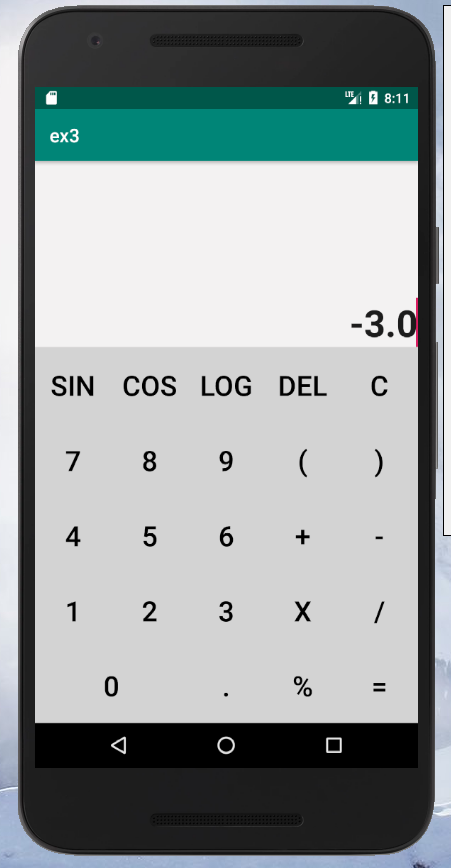 LTE 8:11
ex3
-3.0
SIN COS LOG DEL C
7 8 9 ( )
4 5 6 + -
1 2 3 X /
0 . % =